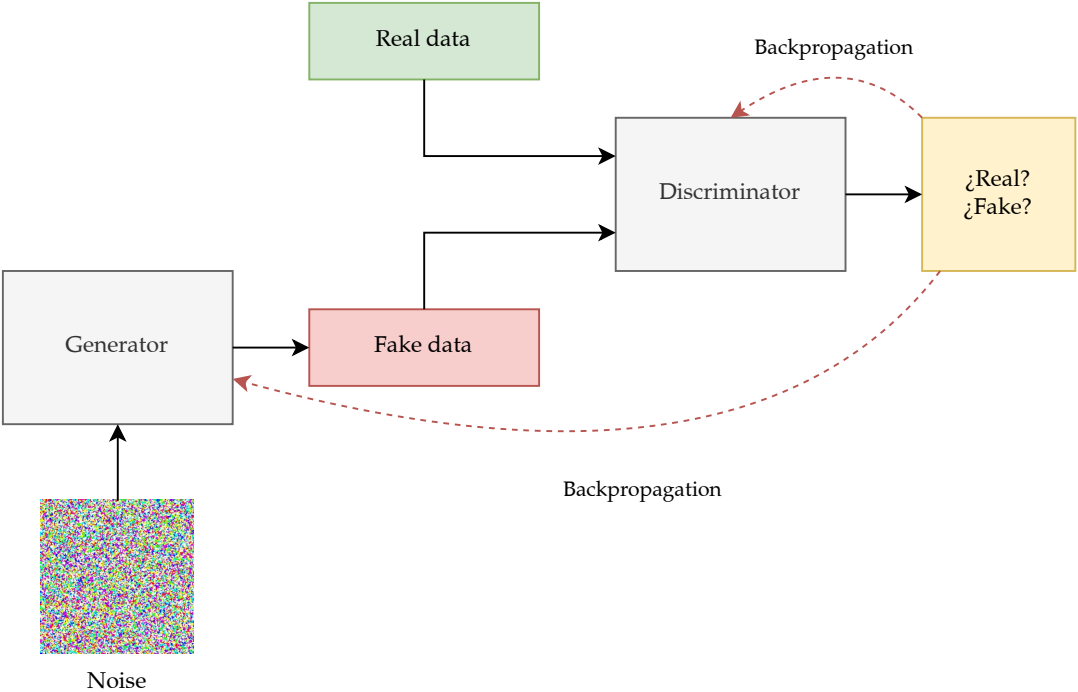 Real data
Backpropagation
Discriminator
¿Real?
¿Fake?
Generator
Fake data
Backpropagation
Noise